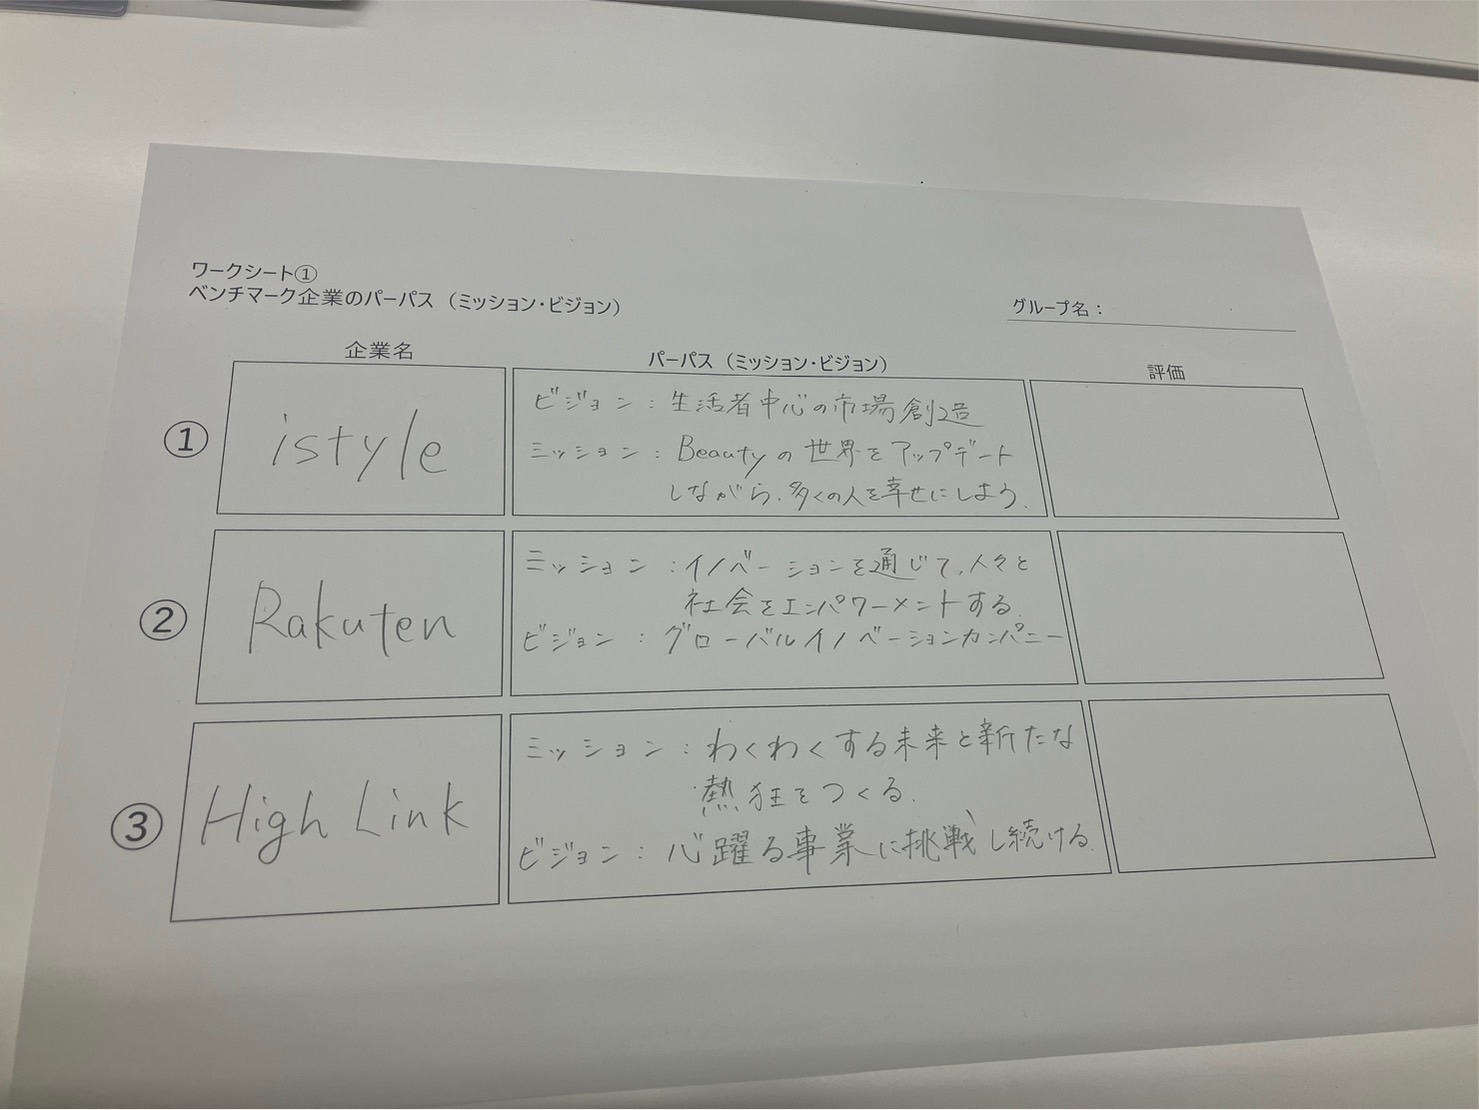 ワークシート①
ベンチマーク企業のパーパス（ミッション・ビジョン）
グループ名：
企業名
パーパス（ミッション・ビジョン）
評価
①
istyle
ビジョン：生活者中心の市場創造
ミッション：Beautyの世界をアップデート
しながら、多くの人を幸せにしよう。
②
Rakuten
ミッション：イノベーションを通じて、人々と
社会をエンパワーメントする。
ビジョン：グローバルイノベーションカンパニー
③
High Link
ミッション：わくわくする未来と新たな
熱狂をつくる。
ビジョン：心躍る事業に挑戦し続ける。